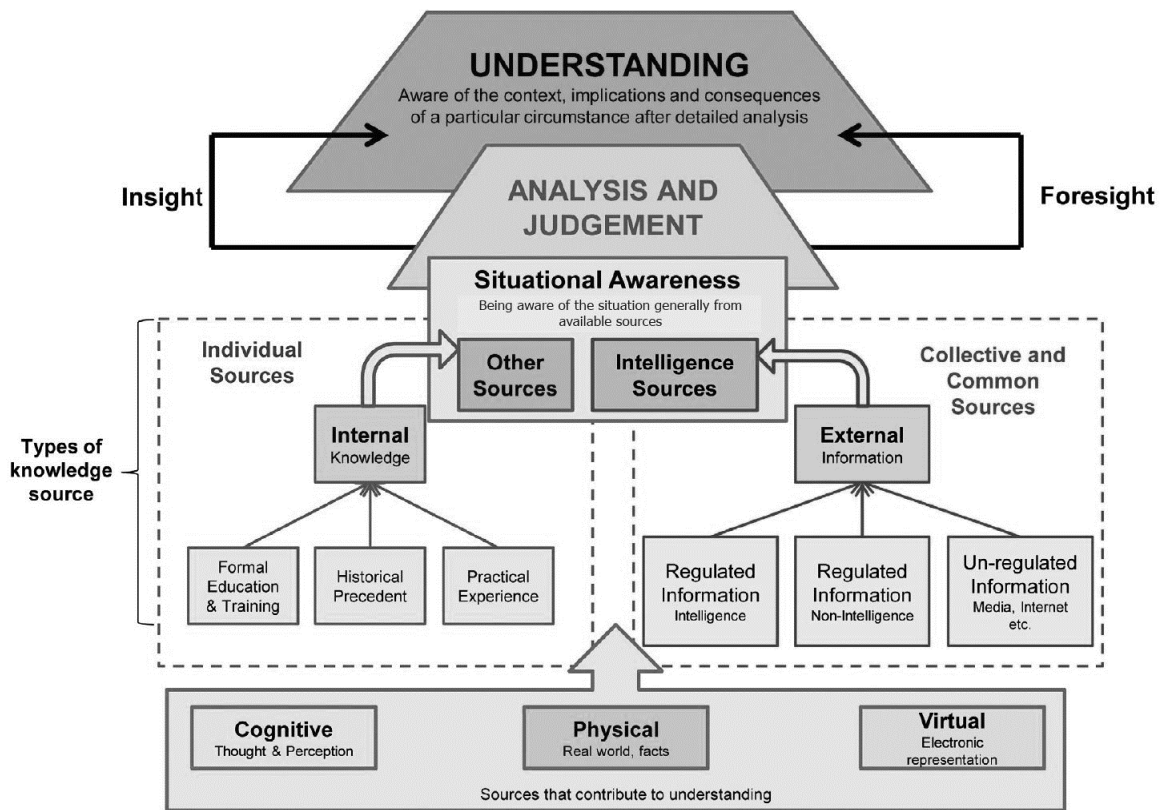 UNDERSTANDING
Aware of the context, implications and consequences
of a particular circumstance after detailed analysis
Insight
Foresight
ANALYSIS AND
JUDGEMENT
Situational Awareness
Being aware of the situation generally from
available sources
Individual
Sources
Other
Sources
Intelligence
Sources
Collective and
Common
Sources
Types of
knowledge
source
Internal
Knowledge
External
Information
Formal
Education
& Training
Historical
Precedent
Practical
Experience
Regulated
Information
Intelligence
Regulated
Information
Non-Intelligence
Un-regulated
Information
Media, Internet
etc.
Cognitive
Thought & Perception
Physical
Real world, facts
Virtual
Electronic
representation
Sources that contribute to understanding